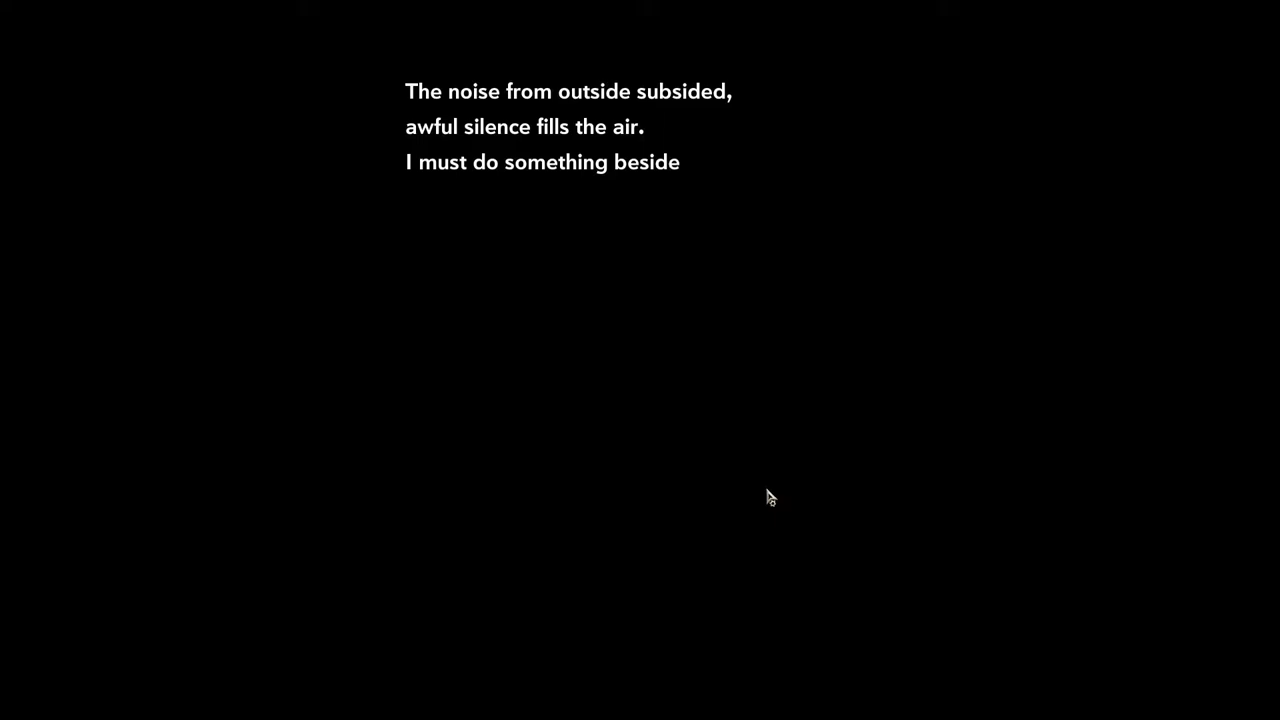 The noise from outside subsided,
awful silence fills the air.
I must do something beside